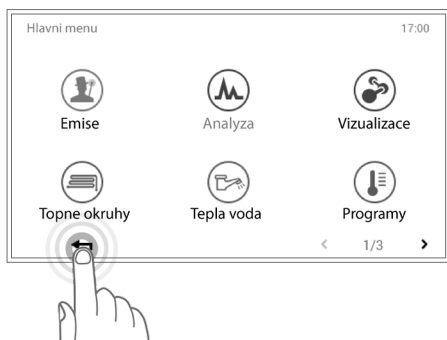 Hlavni menu 17:00
Emise Analyza Vizualizace
Topne okruhy Tepla voda Programy
< 1/3 >